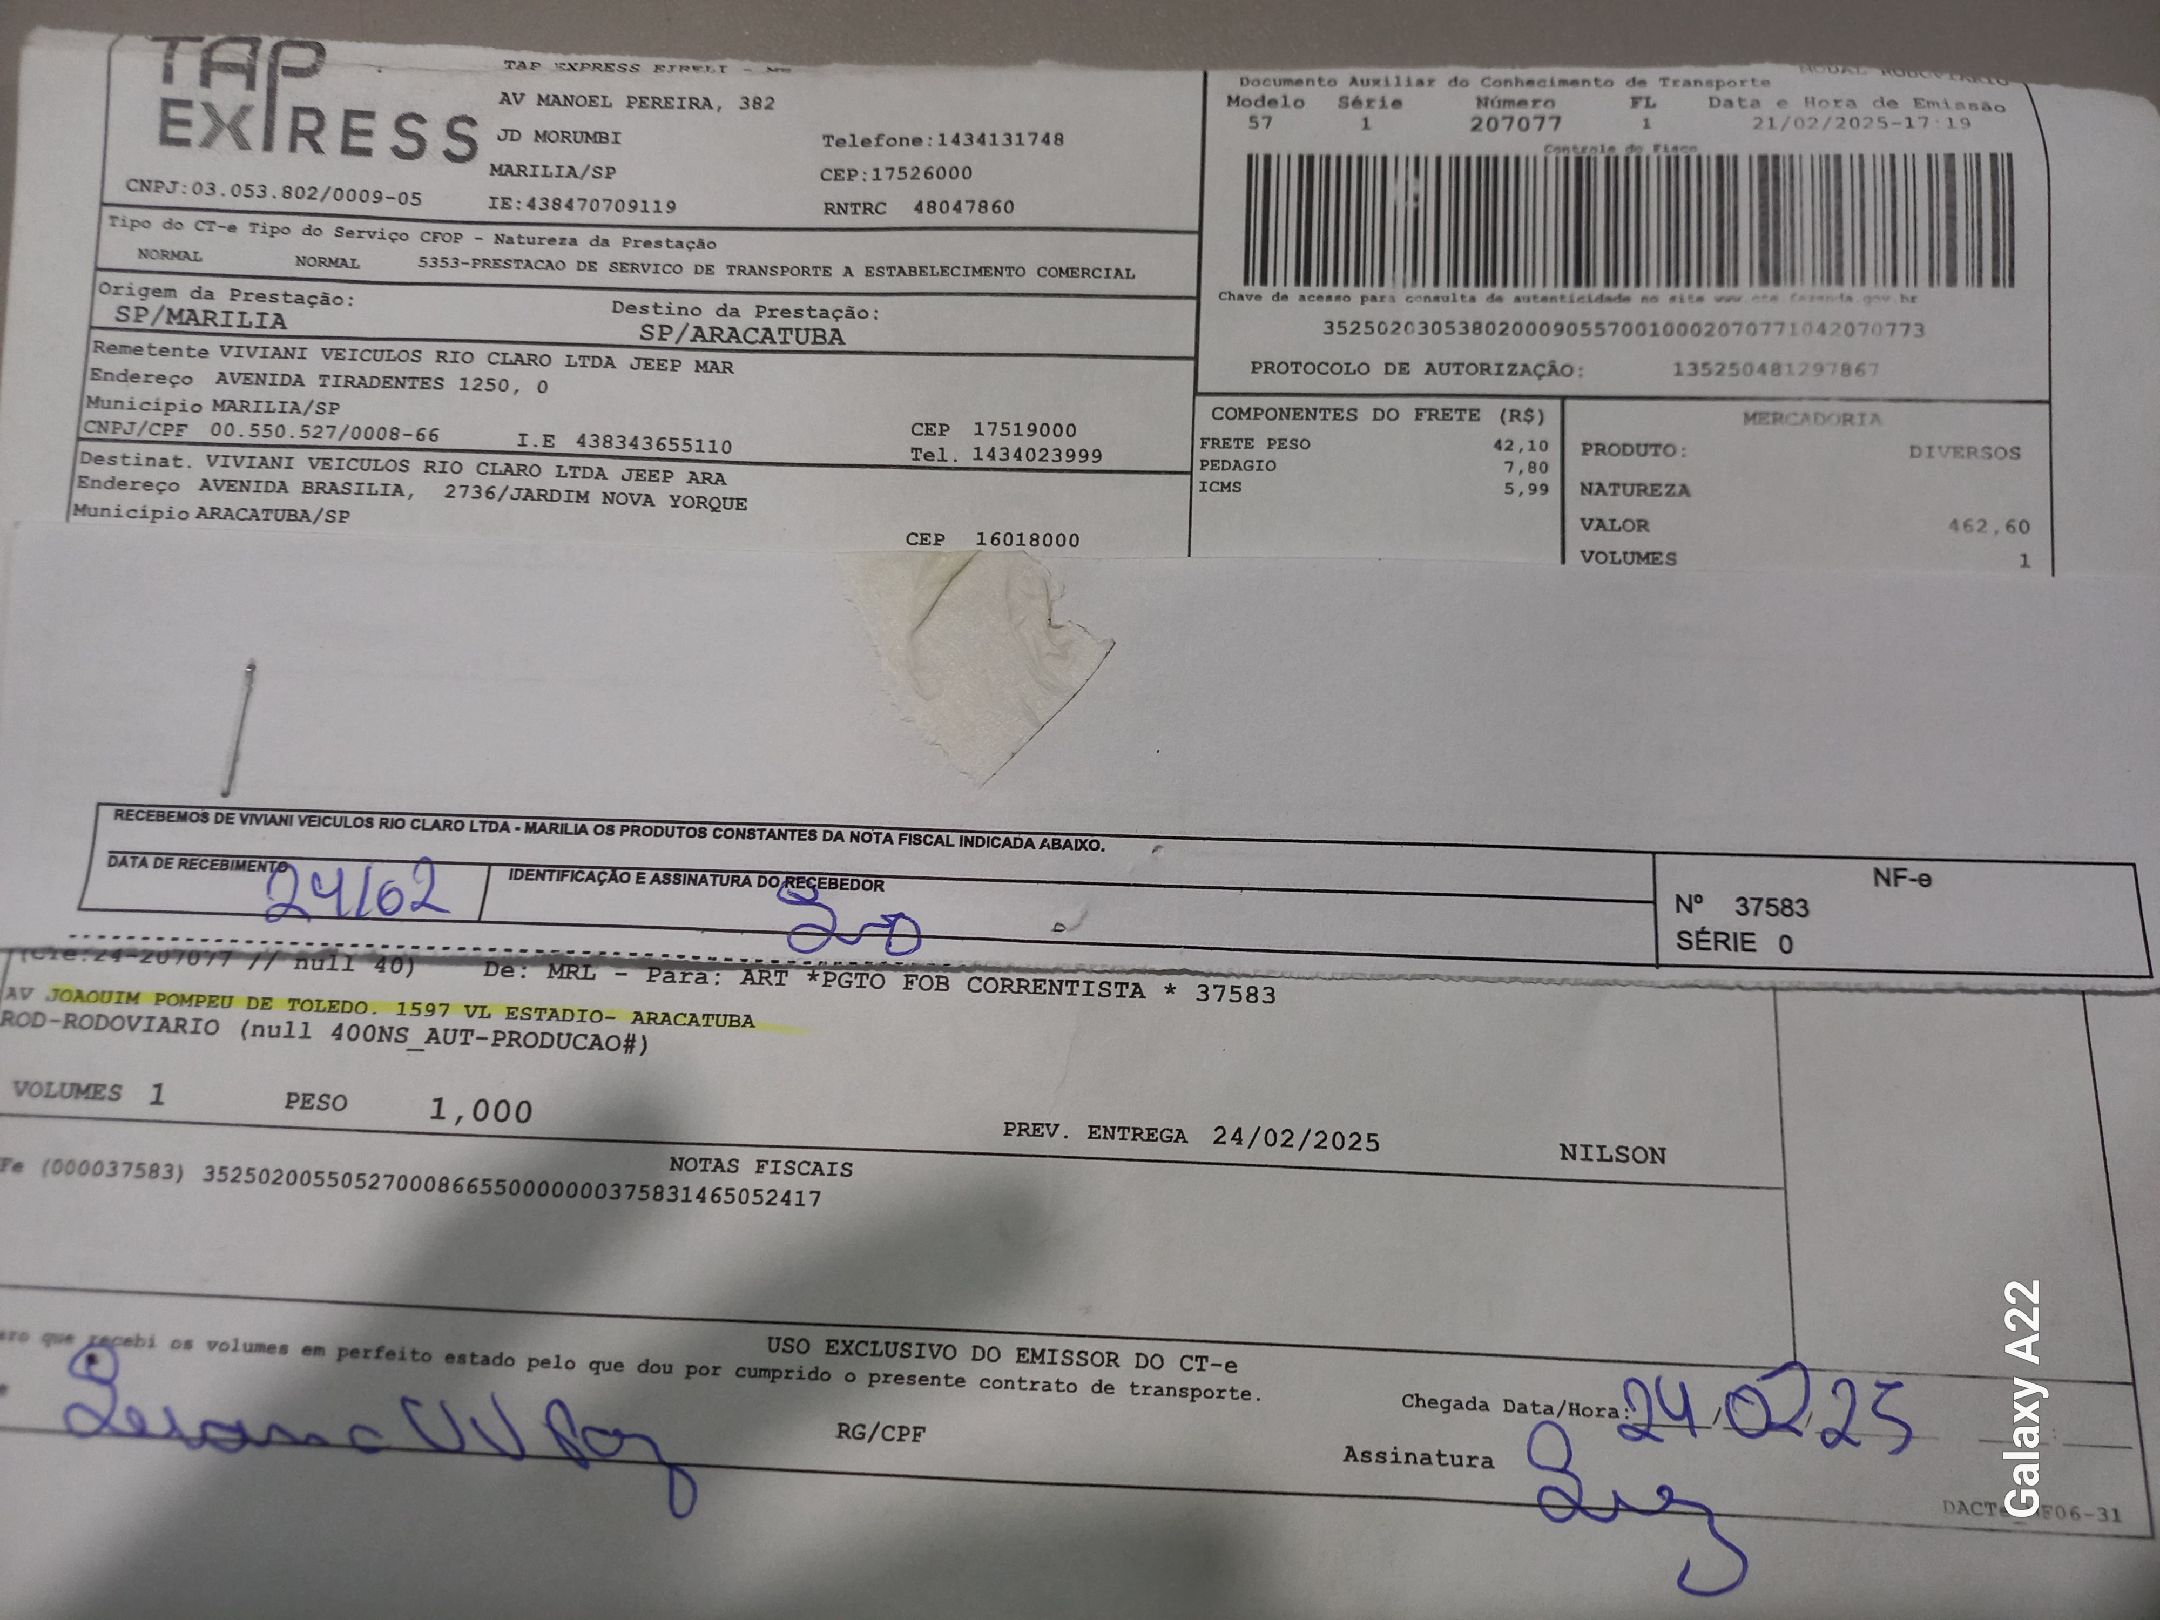 TAP EXPRESS
TAP EXPRESS EIRELI - ME
AV MANOEL PEREIRA, 382
JD MORUMBI
Telefone:1434131748
MARILIA/SP
CEP:17526000
CNPJ:03.053.802/0009-05
IE:438470709119
RNTRC 48047860
Tipo do CT-e Tipo do Serviço CFOP - Natureza da Prestação
NORMAL NORMAL 5353-PRESTACAO DE SERVICO DE TRANSPORTE A ESTABELECIMENTO COMERCIAL
Origem da Prestação:
SP/MARILIA
Destino da Prestação:
SP/ARACATUBA
Remetente VIVIANI VEICULOS RIO CLARO LTDA JEEP MAR
Endereço AVENIDA TIRADENTES 1250, 0
Município MARILIA/SP
CEP 17519000
CNPJ/CPF 00.550.527/0008-66 I.E 438343655110
Tel. 1434023999
Destinat. VIVIANI VEICULOS RIO CLARO LTDA JEEP ARA
Endereço AVENIDA BRASILIA, 2736/JARDIM NOVA YORQUE
Município ARACATUBA/SP
CEP 16018000
MODAL RODOVIARIO
Documento Auxiliar do Conhecimento de Transporte
Modelo Série Número FL Data e Hora de Emissão
57 1 207077 1 21/02/2025-17:19
Controle do Fisco
Chave de acesso para consulta de autenticidade no site www.cte.fazenda.gov.br
35250203053802000905570010002070771042070773
PROTOCOLO DE AUTORIZAÇÃO: 135250481297867
COMPONENTES DO FRETE (R$)
FRETE PESO 42,10
PEDAGIO 7,80
ICMS 5,99
MERCADORIA
PRODUTO: DIVERSOS
NATUREZA
VALOR 462,60
VOLUMES 1
RECEBEMOS DE VIVIANI VEICULOS RIO CLARO LTDA - MARILIA OS PRODUTOS CONSTANTES DA NOTA FISCAL INDICADA ABAIXO.
DATA DE RECEBIMENTO
24/02
IDENTIFICAÇÃO E ASSINATURA DO RECEBEDOR
NF-e
Nº 37583
SÉRIE 0
(Cte:24-207077 // null 40) De: MRL - Para: ART *PGTO FOB CORRENTISTA * 37583
AV JOAQUIM POMPEU DE TOLEDO. 1597 VL ESTADIO- ARACATUBA
ROD-RODOVIARIO (null 400NS_AUT-PRODUCAO#)
VOLUMES 1 PESO 1,000
PREV. ENTREGA 24/02/2025 NILSON
NOTAS FISCAIS
Fe (000037583) 35250200550527000866550000000375831465052417
USO EXCLUSIVO DO EMISSOR DO CT-e
que recebi os volumes em perfeito estado pelo que dou por cumprido o presente contrato de transporte.
RG/CPF
Chegada Data/Hora: 24/02/25
Assinatura
Galaxy A22